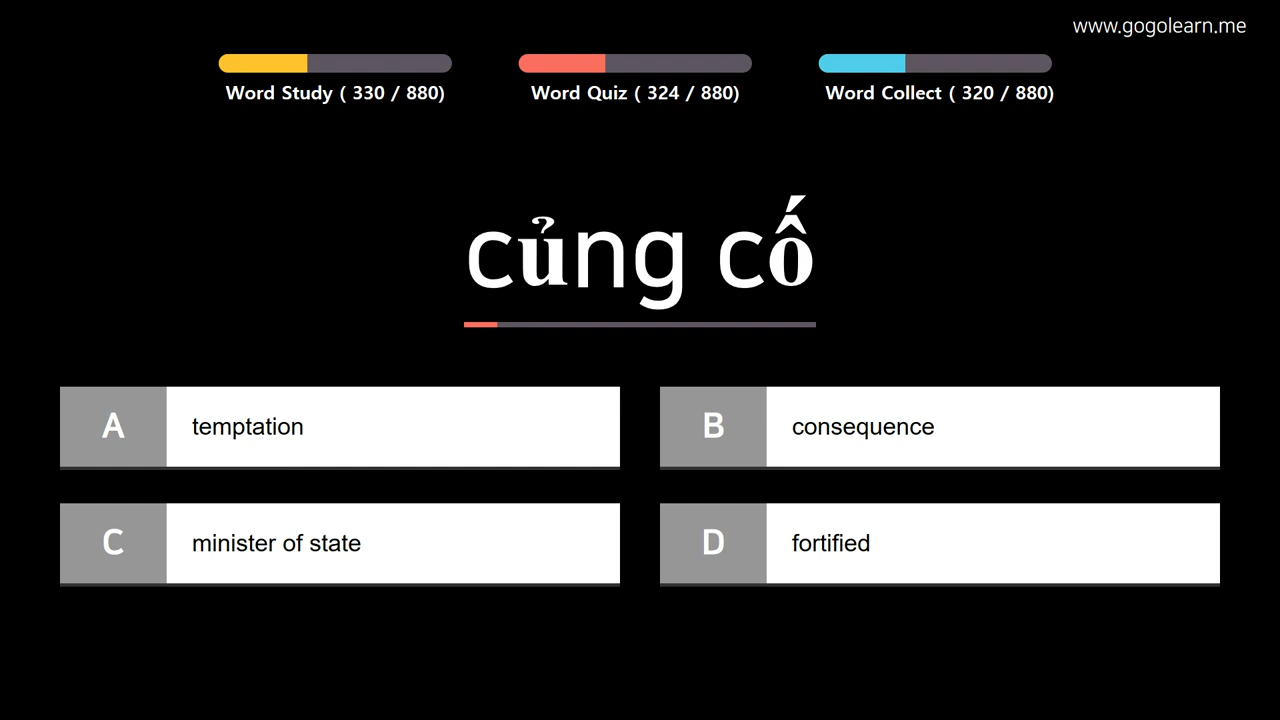 www.gogolearn.me
Word Study ( 330 / 880)
Word Quiz ( 324 / 880)
Word Collect ( 320 / 880)
củng cố
A temptation
B consequence
C minister of state
D fortified